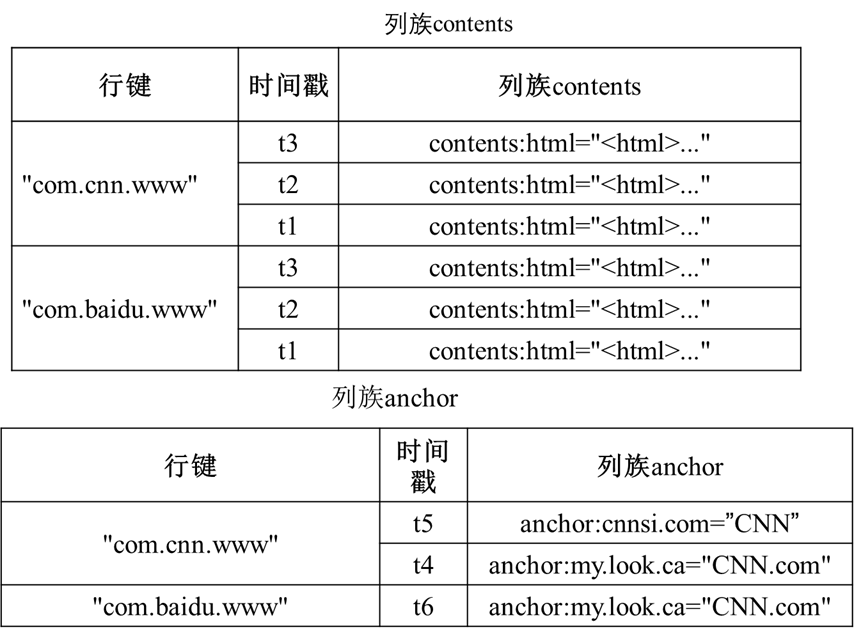 列族contents
行键 时间戳 列族contents
"com.cnn.www" t3 contents:html="<html>..."
t2 contents:html="<html>..."
t1 contents:html="<html>..."
"com.baidu.www" t3 contents:html="<html>..."
t2 contents:html="<html>..."
t1 contents:html="<html>..."
列族anchor
行键 时间戳 列族anchor
"com.cnn.www" t5 anchor:cnnsi.com=”CNN”
t4 anchor:my.look.ca="CNN.com"
"com.baidu.www" t6 anchor:my.look.ca="CNN.com"